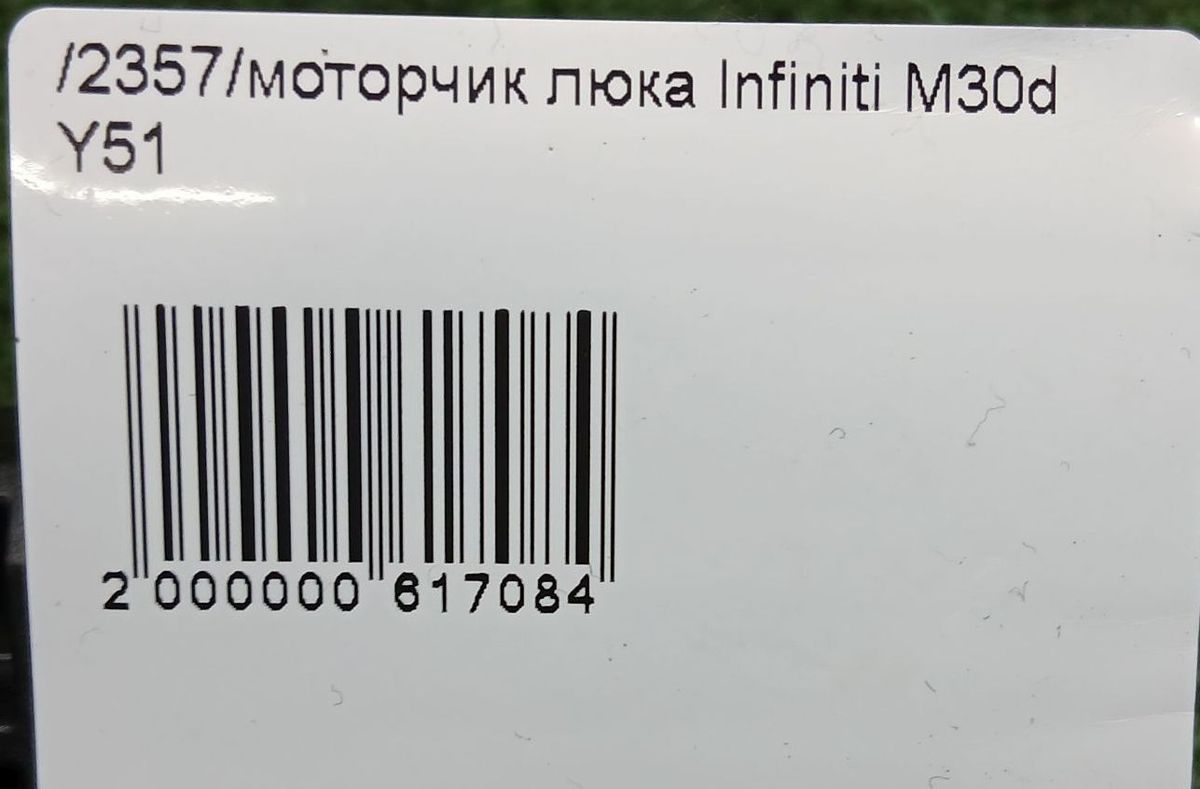 /2357/моторчик люка Infiniti M30d
Y51
2 000000 617084